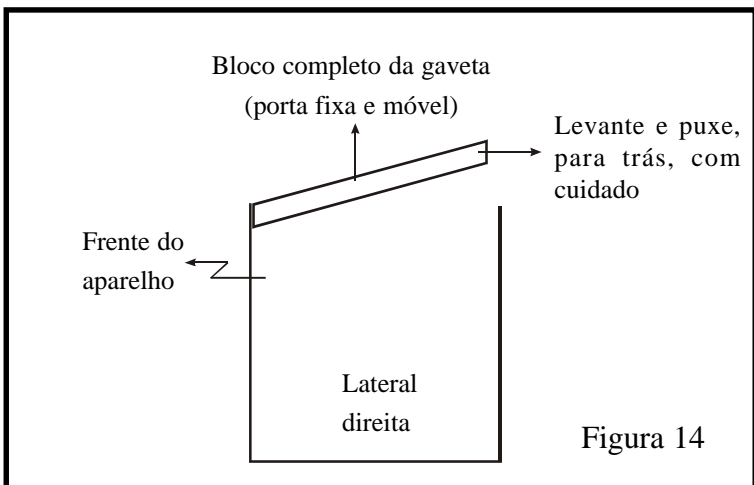 Bloco completo da gaveta
(porta fixa e móvel)
Levante e puxe,
para trás, com
cuidado
Frente do
aparelho
Lateral
direita
Figura 14